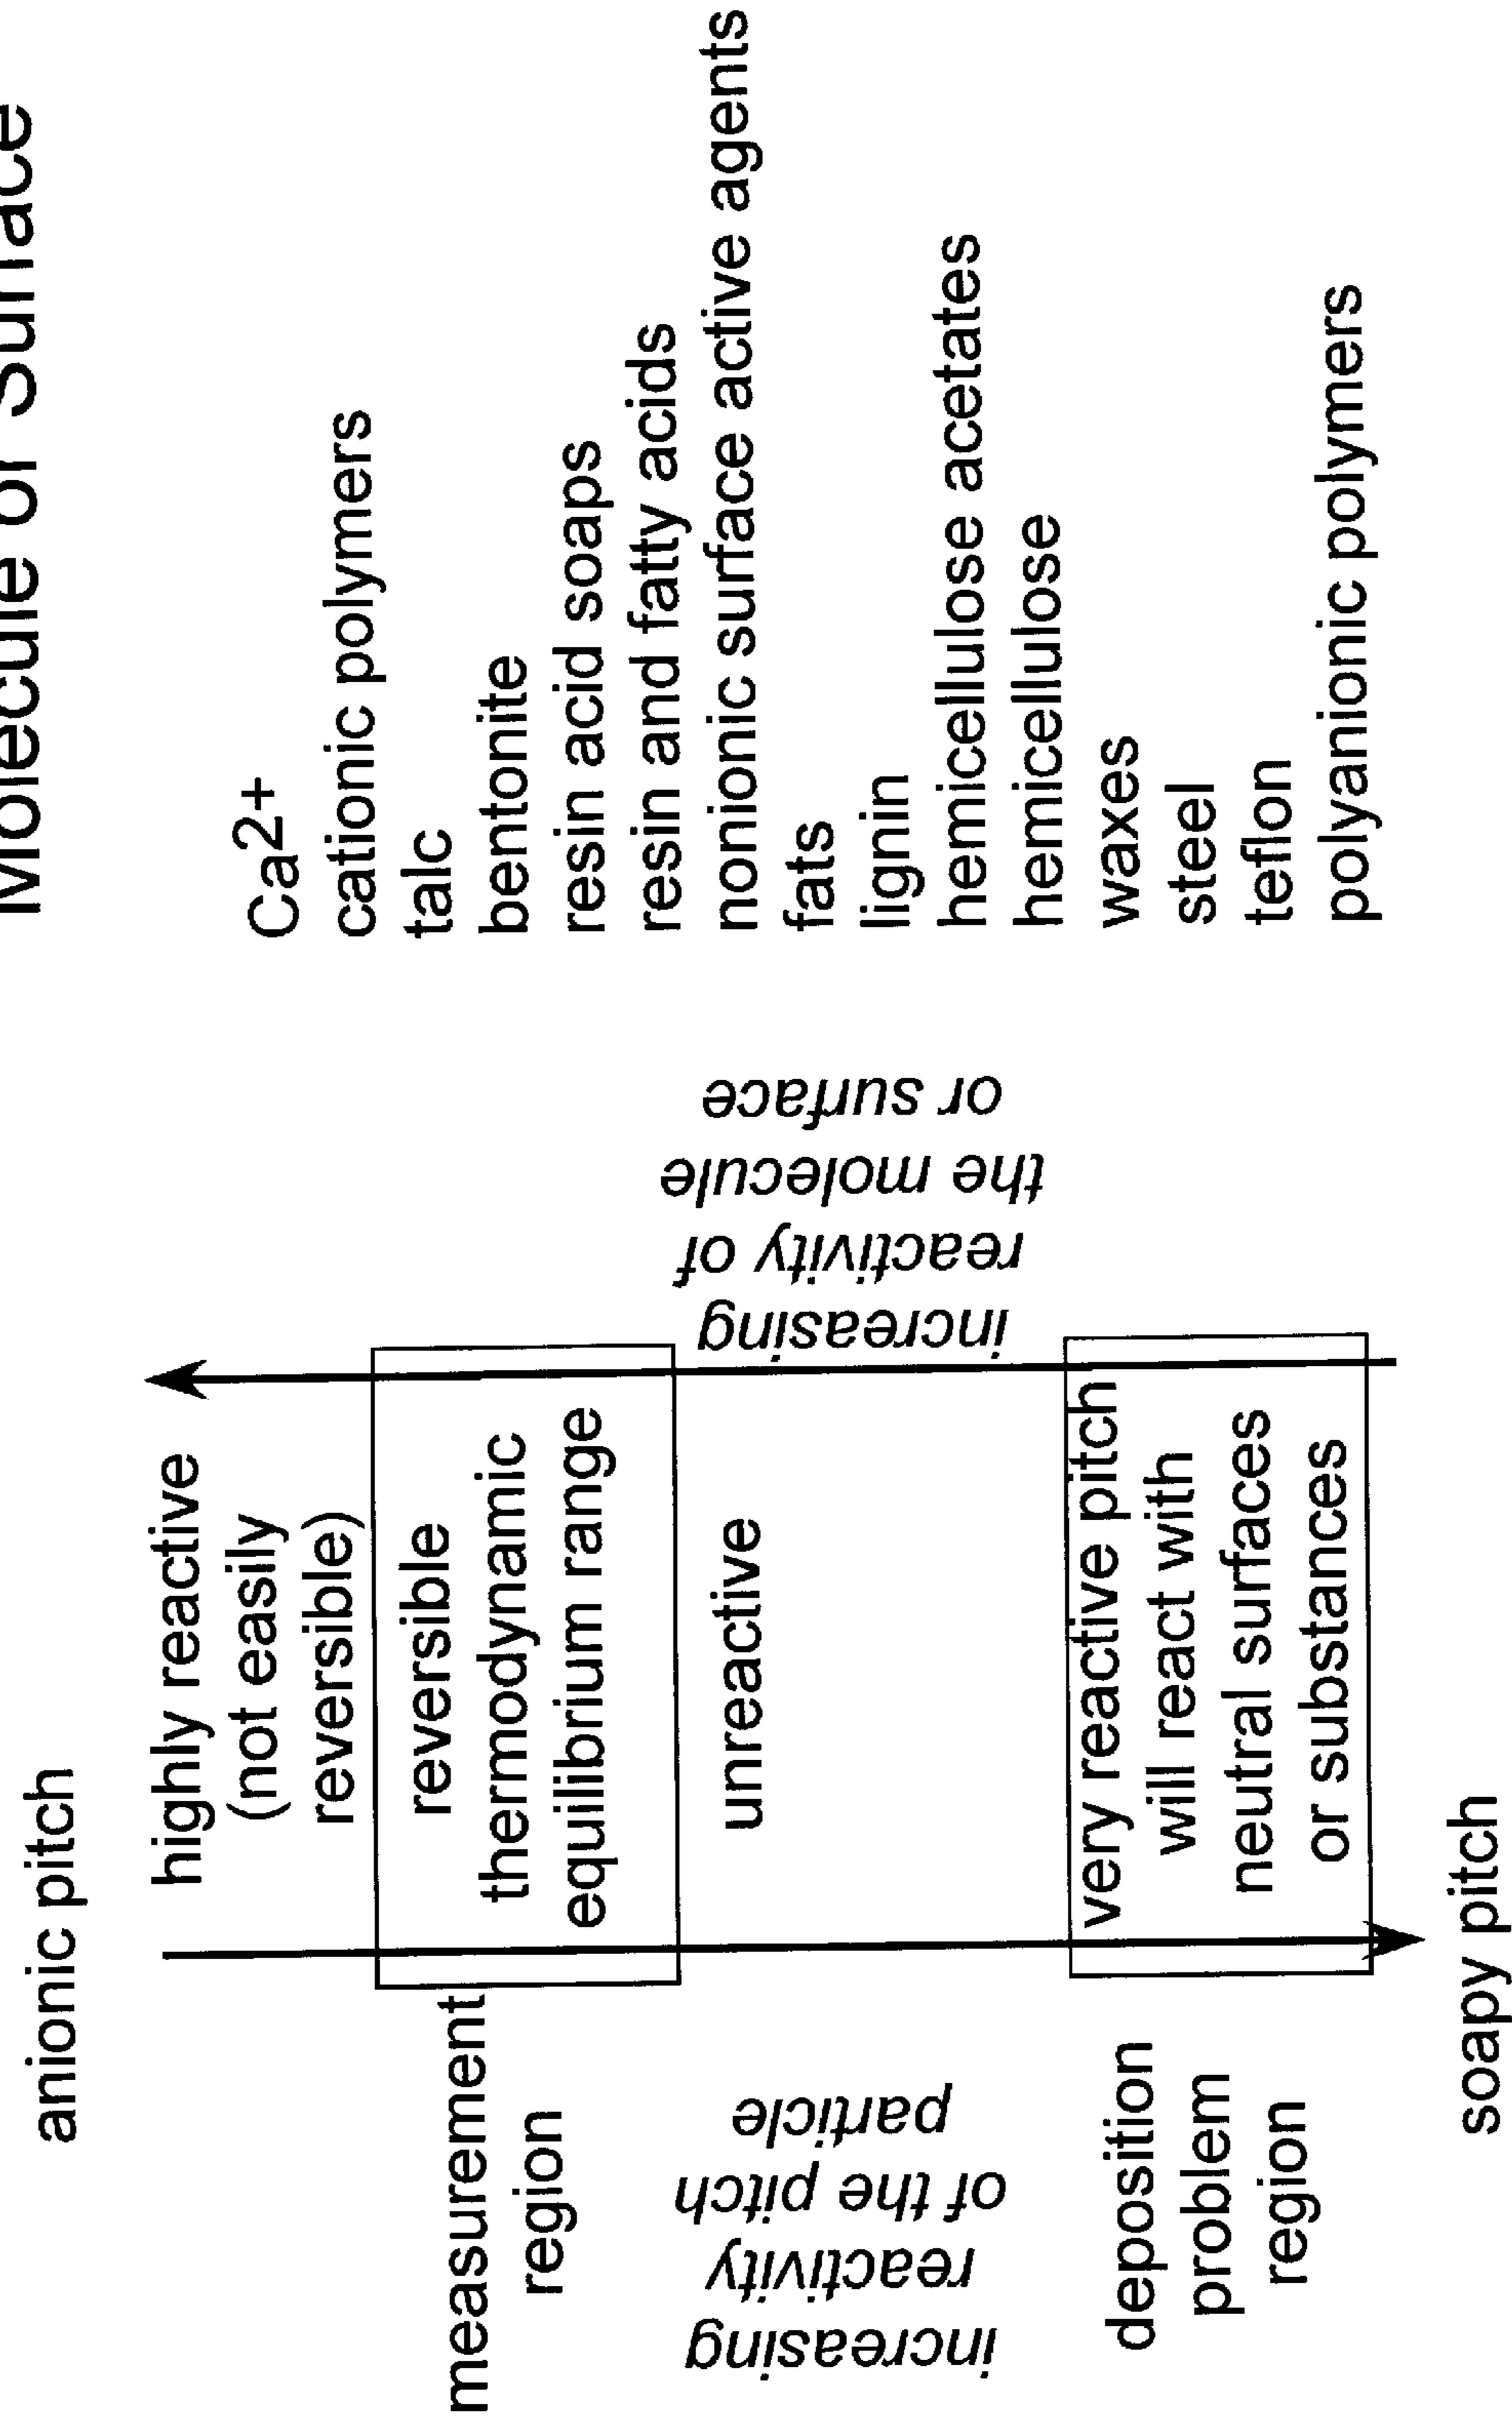 Molecule or Surface
anionic pitch
highly reactive
(not easily
reversible)
measurement
region
reversible
thermodynamic
equilibrium range
increasing
reactivity
of the pitch
particle
unreactive
increasing
reactivity of
the molecule
or surface
deposition
problem
region
very reactive pitch
will react with
neutral surfaces
or substances
soapy pitch
Ca2+
cationic polymers
talc
bentonite
resin acid soaps
resin and fatty acids
nonionic surface active agents
fats
lignin
hemicellulose acetates
hemicellulose
waxes
steel
teflon
polyanionic polymers